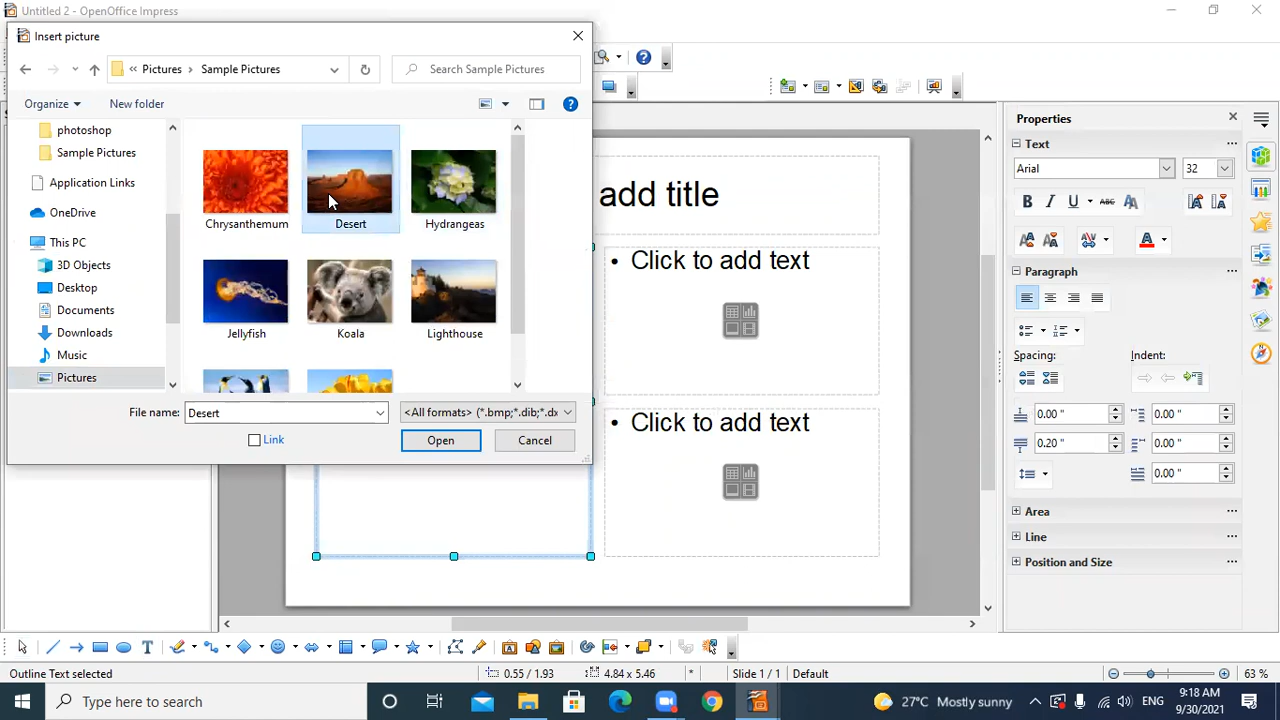 Untitled 2 - OpenOffice Impress
Insert picture
Pictures
Sample Pictures
Search Sample Pictures
Organize
New folder
photoshop
Sample Pictures
Application Links
OneDrive
This PC
3D Objects
Desktop
Documents
Downloads
Music
Pictures
Chrysanthemum
Desert
Hydrangeas
Jellyfish
Koala
Lighthouse
File name:
Desert
<All formats> (*.bmp;*.dib;*.dx
Link
Open
Cancel
add title
• Click to add text
• Click to add text
Properties
Text
Arial
32
B I U ABC A
A
Paragraph
Spacing:
Indent:
0.00 "
0.00 "
0.20 "
0.00 "
0.00 "
Area
Line
Position and Size
Outline Text selected
0.55 / 1.93
4.84 x 5.46
*
Slide 1 / 1
Default
63 %
Type here to search
27°C Mostly sunny
ENG
9:18 AM
9/30/2021